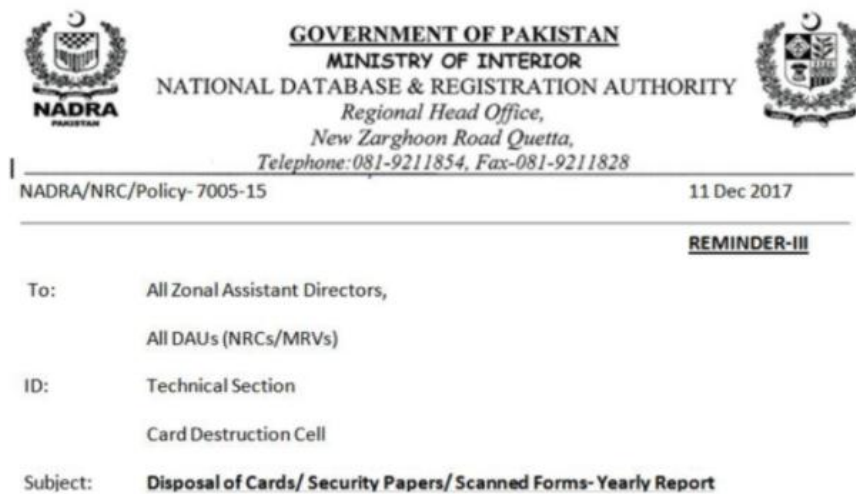 GOVERNMENT OF PAKISTAN
MINISTRY OF INTERIOR
NATIONAL DATABASE & REGISTRATION AUTHORITY
Regional Head Office,
New Zarghoon Road Quetta,
Telephone:081-9211854, Fax-081-9211828
NADRA
PAKISTAN
NADRA/NRC/Policy-7005-15 11 Dec 2017
REMINDER-III
To: All Zonal Assistant Directors,
All DAUs (NRCs/MRVs)
ID: Technical Section
Card Destruction Cell
Subject: Disposal of Cards/ Security Papers/ Scanned Forms-Yearly Report